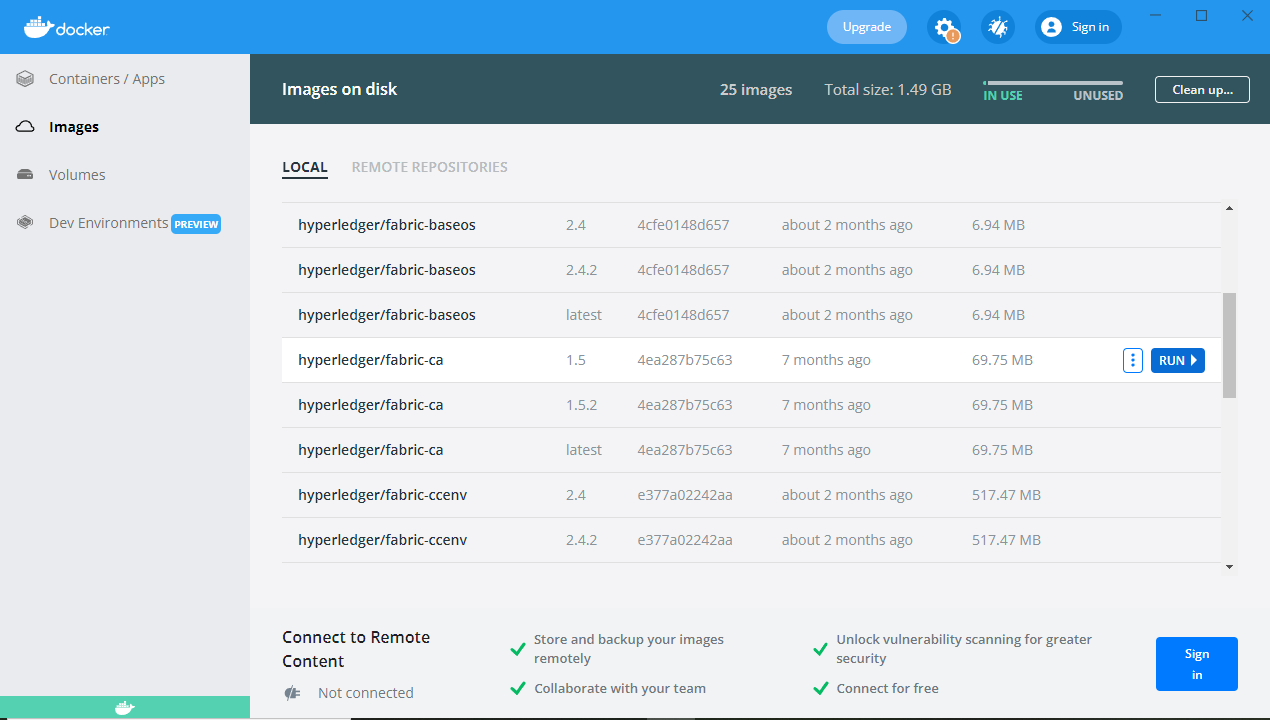 docker
Upgrade
Sign in
Containers / Apps
Images
Volumes
Dev Environments PREVIEW
Images on disk
25 images
Total size: 1.49 GB
IN USE
UNUSED
Clean up...
LOCAL
REMOTE REPOSITORIES
hyperledger/fabric-baseos 2.4 4cfe0148d657 about 2 months ago 6.94 MB
hyperledger/fabric-baseos 2.4.2 4cfe0148d657 about 2 months ago 6.94 MB
hyperledger/fabric-baseos latest 4cfe0148d657 about 2 months ago 6.94 MB
hyperledger/fabric-ca 1.5 4ea287b75c63 7 months ago 69.75 MB RUN
hyperledger/fabric-ca 1.5.2 4ea287b75c63 7 months ago 69.75 MB
hyperledger/fabric-ca latest 4ea287b75c63 7 months ago 69.75 MB
hyperledger/fabric-ccenv 2.4 e377a02242aa about 2 months ago 517.47 MB
hyperledger/fabric-ccenv 2.4.2 e377a02242aa about 2 months ago 517.47 MB
Connect to Remote
Content
Not connected
Store and backup your images
remotely
Collaborate with your team
Unlock vulnerability scanning for greater
security
Connect for free
Sign
in